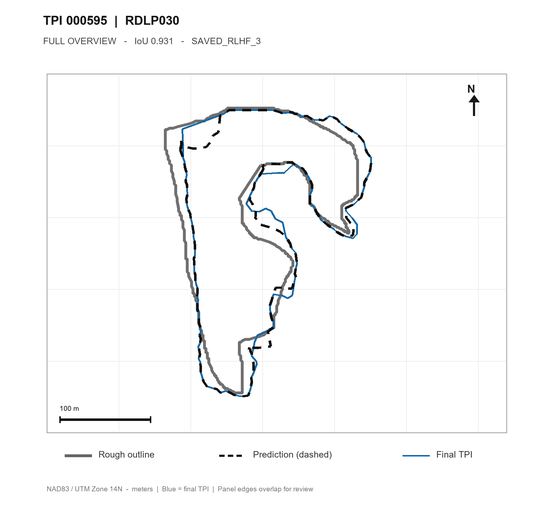 TPI 000595 | RDLP030
FULL OVERVIEW - IoU 0.931 - SAVED_RLHF_3
N
100 m
Rough outline
Prediction (dashed)
Final TPI
NAD83 / UTM Zone 14N - meters | Blue = final TPI | Panel edges overlap for review